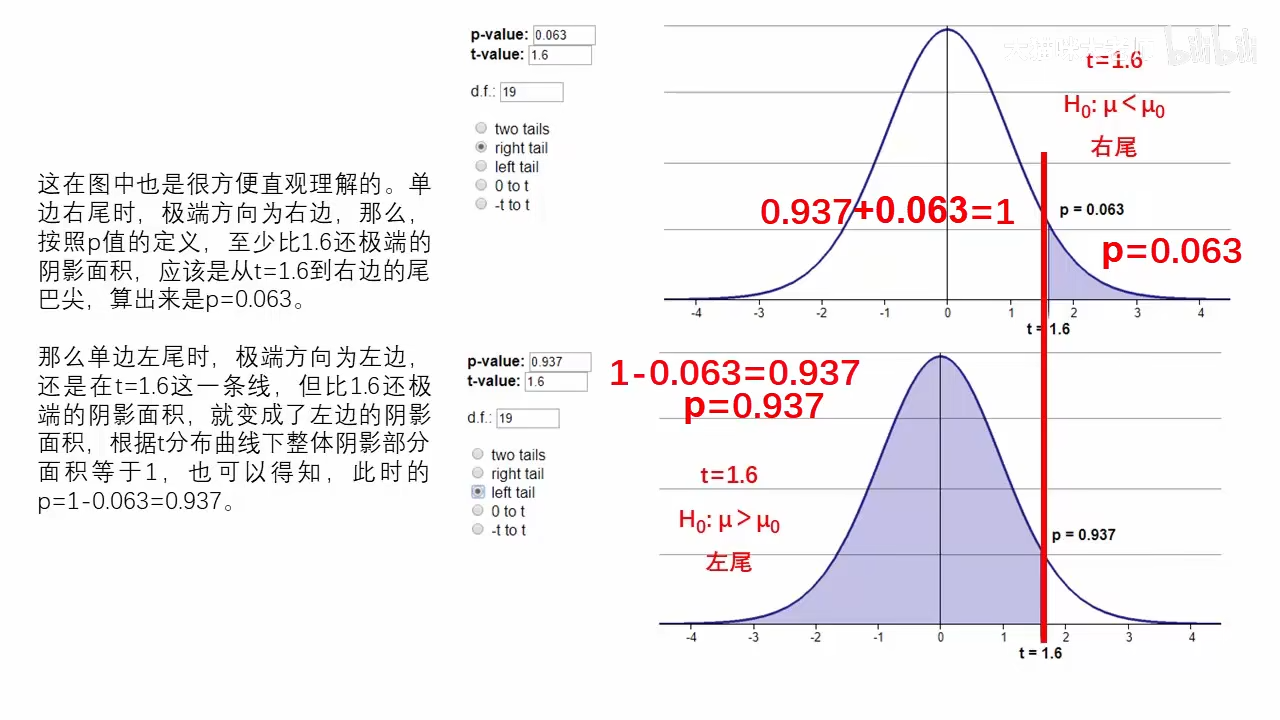 这在图中也是很方便直观理解的。单
边右尾时，极端方向为右边，那么，
按照p值的定义，至少比1.6还极端的
阴影面积，应该是从t=1.6到右边的尾
巴尖，算出来是p=0.063。
那么单边左尾时，极端方向为左边，
还是在t=1.6这一条线，但比1.6还极
端的阴影面积，就变成了左边的阴影
面积，根据t分布曲线下整体阴影部分
面积等于1，也可以得知，此时的
p=1-0.063=0.937。
p-value: 0.063
t-value: 1.6
d.f.: 19
two tails
right tail
left tail
0 to t
-t to t
bilibili
t=1.6
H₀: μ < μ₀
右尾
0.937+0.063=1
p = 0.063
p=0.063
-4 -3 -2 -1 0 1 2 3 4
t = 1.6
p-value: 0.937
t-value: 1.6
d.f.: 19
two tails
right tail
left tail
0 to t
-t to t
1-0.063=0.937
p=0.937
t=1.6
H₀: μ > μ₀
左尾
p = 0.937
-4 -3 -2 -1 0 1 2 3 4
t = 1.6